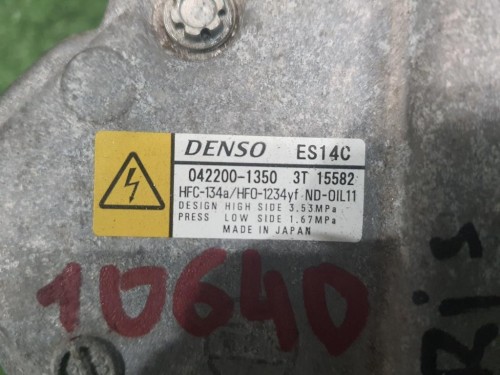 DENSO ES14C
042200-1350 3T 15582
HFC-134a/HFO-1234yf ND-OIL11
DESIGN HIGH SIDE 3.53MPa
PRESS LOW SIDE 1.67MPa
MADE IN JAPAN
10640